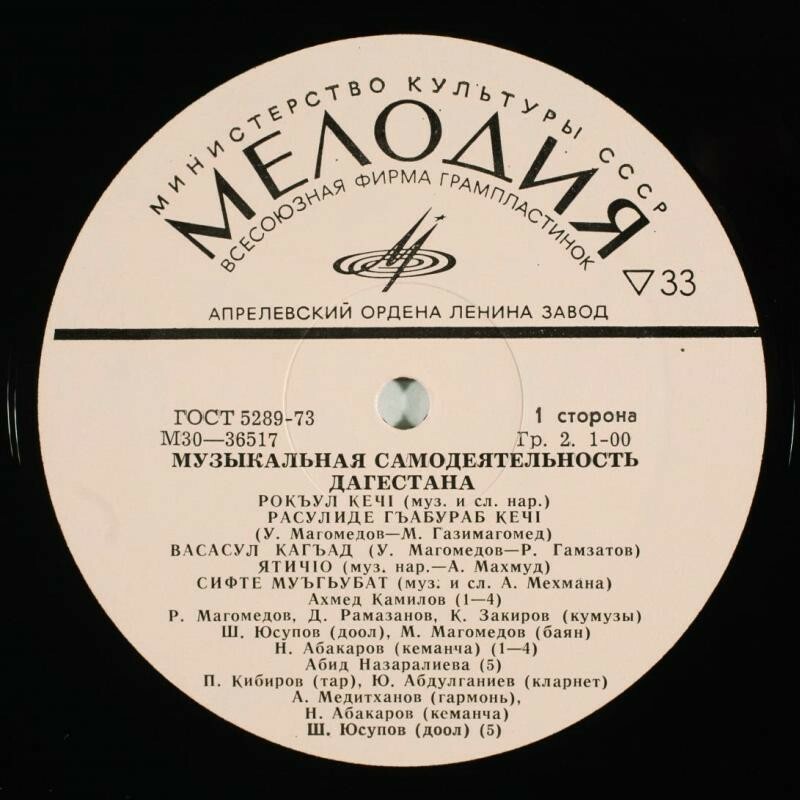 МИНИСТЕРСТВО КУЛЬТУРЫ СССР
МЕЛОДИЯ
ВСЕСОЮЗНАЯ ФИРМА ГРАМПЛАСТИНОК
▽33
АПРЕЛЕВСКИЙ ОРДЕНА ЛЕНИНА ЗАВОД
ГОСТ 5289-73 1 сторона
М30—36517 Гр. 2. 1-00
МУЗЫКАЛЬНАЯ САМОДЕЯТЕЛЬНОСТЬ
ДАГЕСТАНА
РОКЪУЛ КЕЧӀ (муз. и сл. нар.)
РАСУЛИДЕ ГЪАБУРАБ КЕЧӀ
(У. Магомедов—М. Газимагомед)
ВАСАСУЛ КАГЪАД (У. Магомедов—Р. Гамзатов)
ЯТИЧӀО (муз. нар.—А. Махмуд)
СИФТЕ МУЪГЬУБАТ (муз. и сл. А. Мехмана)
Ахмед Камилов (1—4)
Р. Магомедов, Д. Рамазанов, К. Закиров (кумузы)
Ш. Юсупов (доол), М. Магомедов (баян)
Н. Абакаров (кеманча) (1—4)
Абид Назаралиева (5)
П. Кибиров (тар), Ю. Абдулганиев (кларнет)
А. Медитханов (гармонь),
Н. Абакаров (кеманча)
Ш. Юсупов (доол) (5)